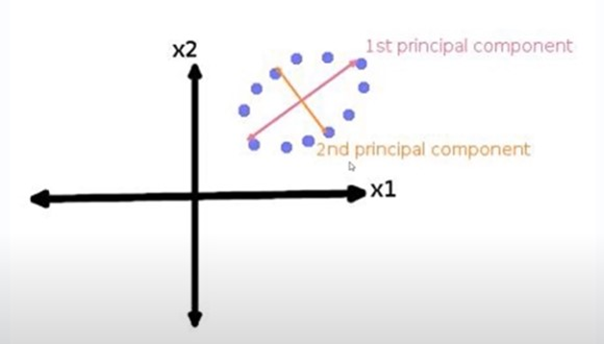 x2
1st principal component
2nd principal component
x1